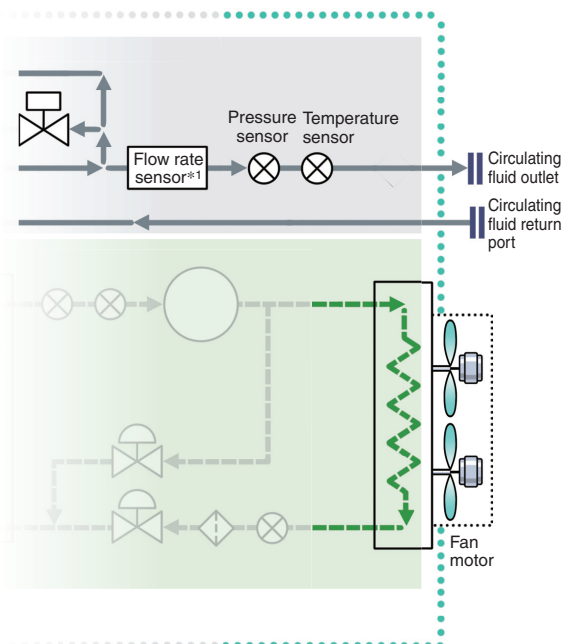 Pressure
sensor
Temperature
sensor
Flow rate
sensor*1
Circulating
fluid outlet
Circulating
fluid return
port
Fan
motor